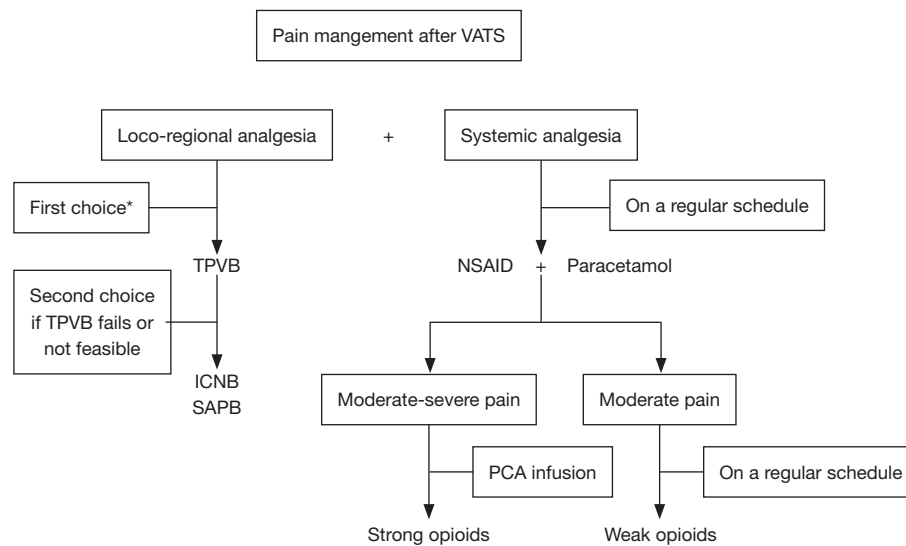 Pain mangement after VATS
Loco-regional analgesia
+
Systemic analgesia
First choice*
On a regular schedule
TPVB
NSAID + Paracetamol
Second choice
if TPVB fails or
not feasible
ICNB
SAPB
Moderate-severe pain
Moderate pain
PCA infusion
On a regular schedule
Strong opioids
Weak opioids